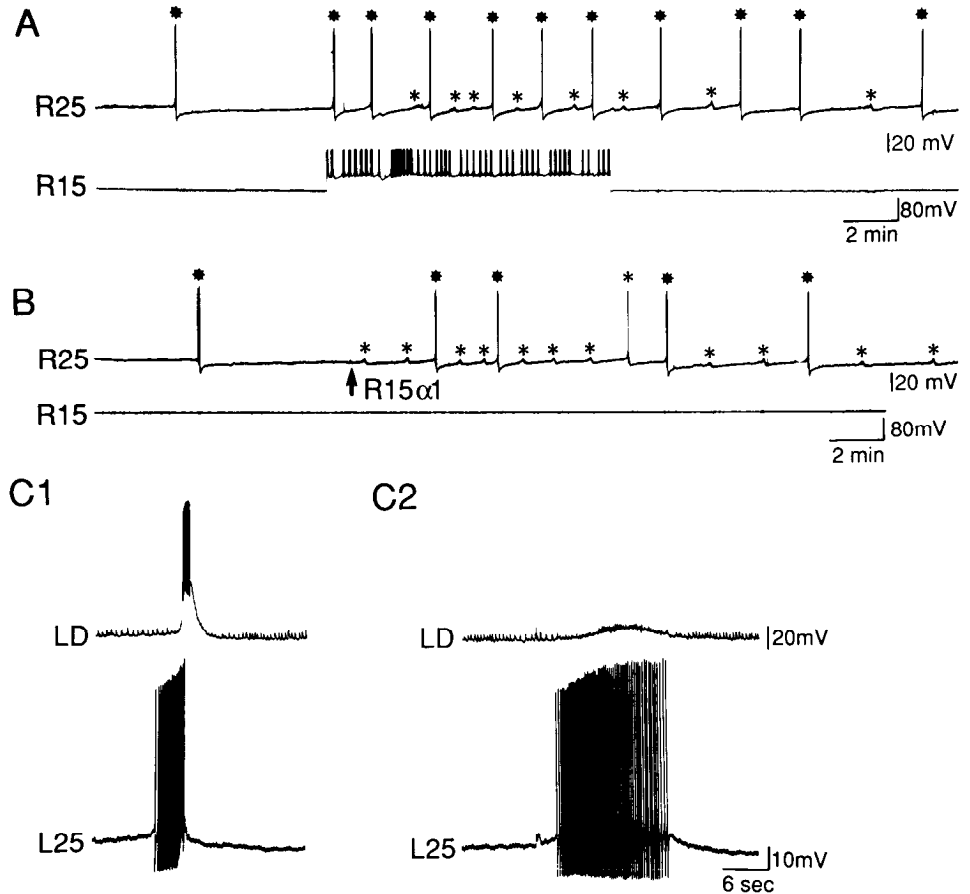 A
R25
20 mV
R15
80mV
2 min
B
R25
20 mV
R15α1
R15
80mV
2 min
C1
C2
LD
LD
20mV
L25
L25
10mV
6 sec